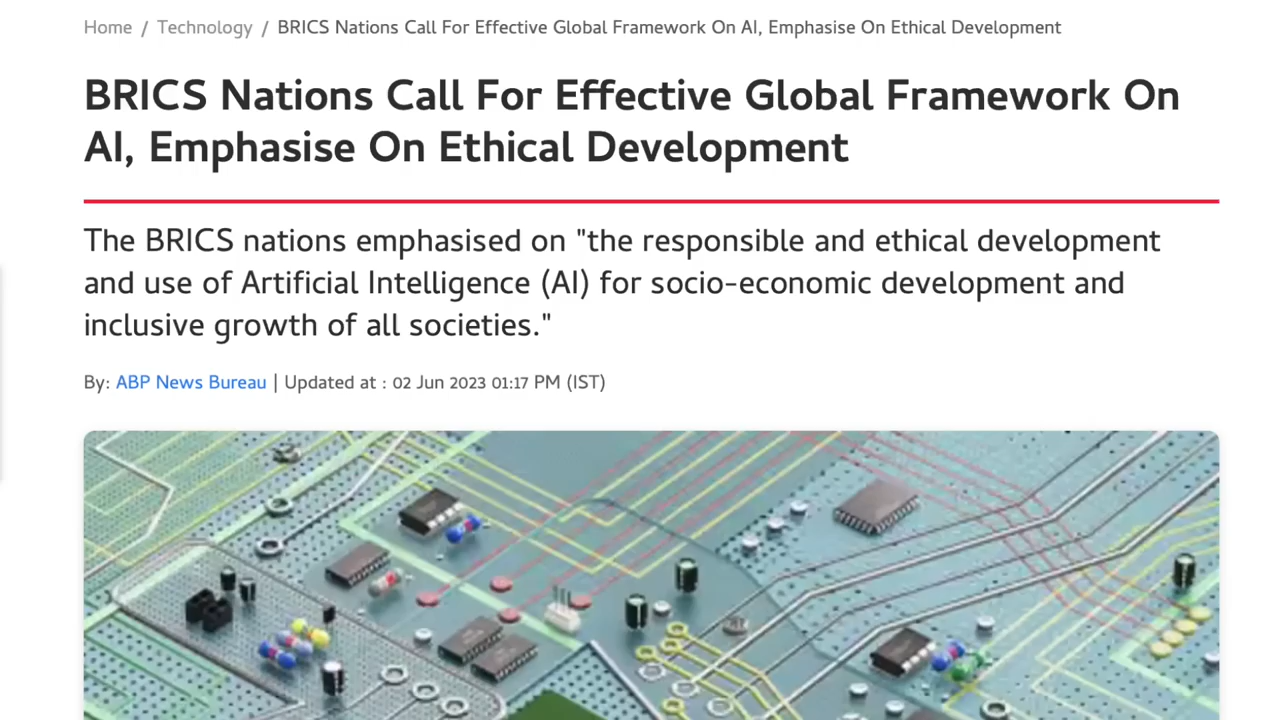 Home / Technology / BRICS Nations Call For Effective Global Framework On AI, Emphasise On Ethical Development
BRICS Nations Call For Effective Global Framework On
AI, Emphasise On Ethical Development
The BRICS nations emphasised on "the responsible and ethical development
and use of Artificial Intelligence (AI) for socio-economic development and
inclusive growth of all societies."
By: ABP News Bureau | Updated at : 02 Jun 2023 01:17 PM (IST)